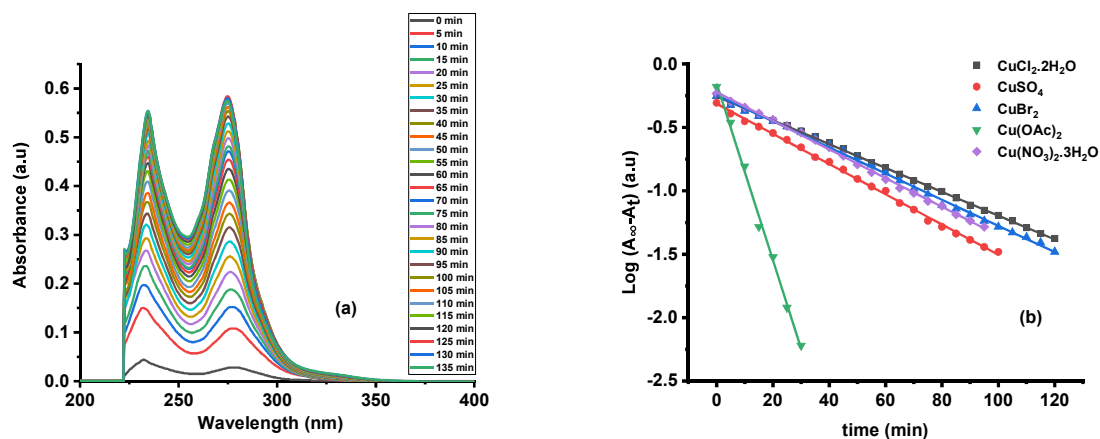 0 min
5 min
10 min
15 min
20 min
25 min
30 min
35 min
40 min
45 min
50 min
55 min
60 min
65 min
70 min
75 min
80 min
85 min
90 min
95 min
100 min
105 min
110 min
115 min
120 min
125 min
130 min
135 min
0.6
0.5
0.4
0.3
0.2
0.1
0.0
Absorbance (a.u)
(a)
200 250 300 350 400
Wavelength (nm)
0.0
-0.5
-1.0
-1.5
-2.0
-2.5
Log (A∞-At) (a.u)
CuCl2.2H2O
CuSO4
CuBr2
Cu(OAc)2
Cu(NO3)2.3H2O
(b)
0 20 40 60 80 100 120
time (min)